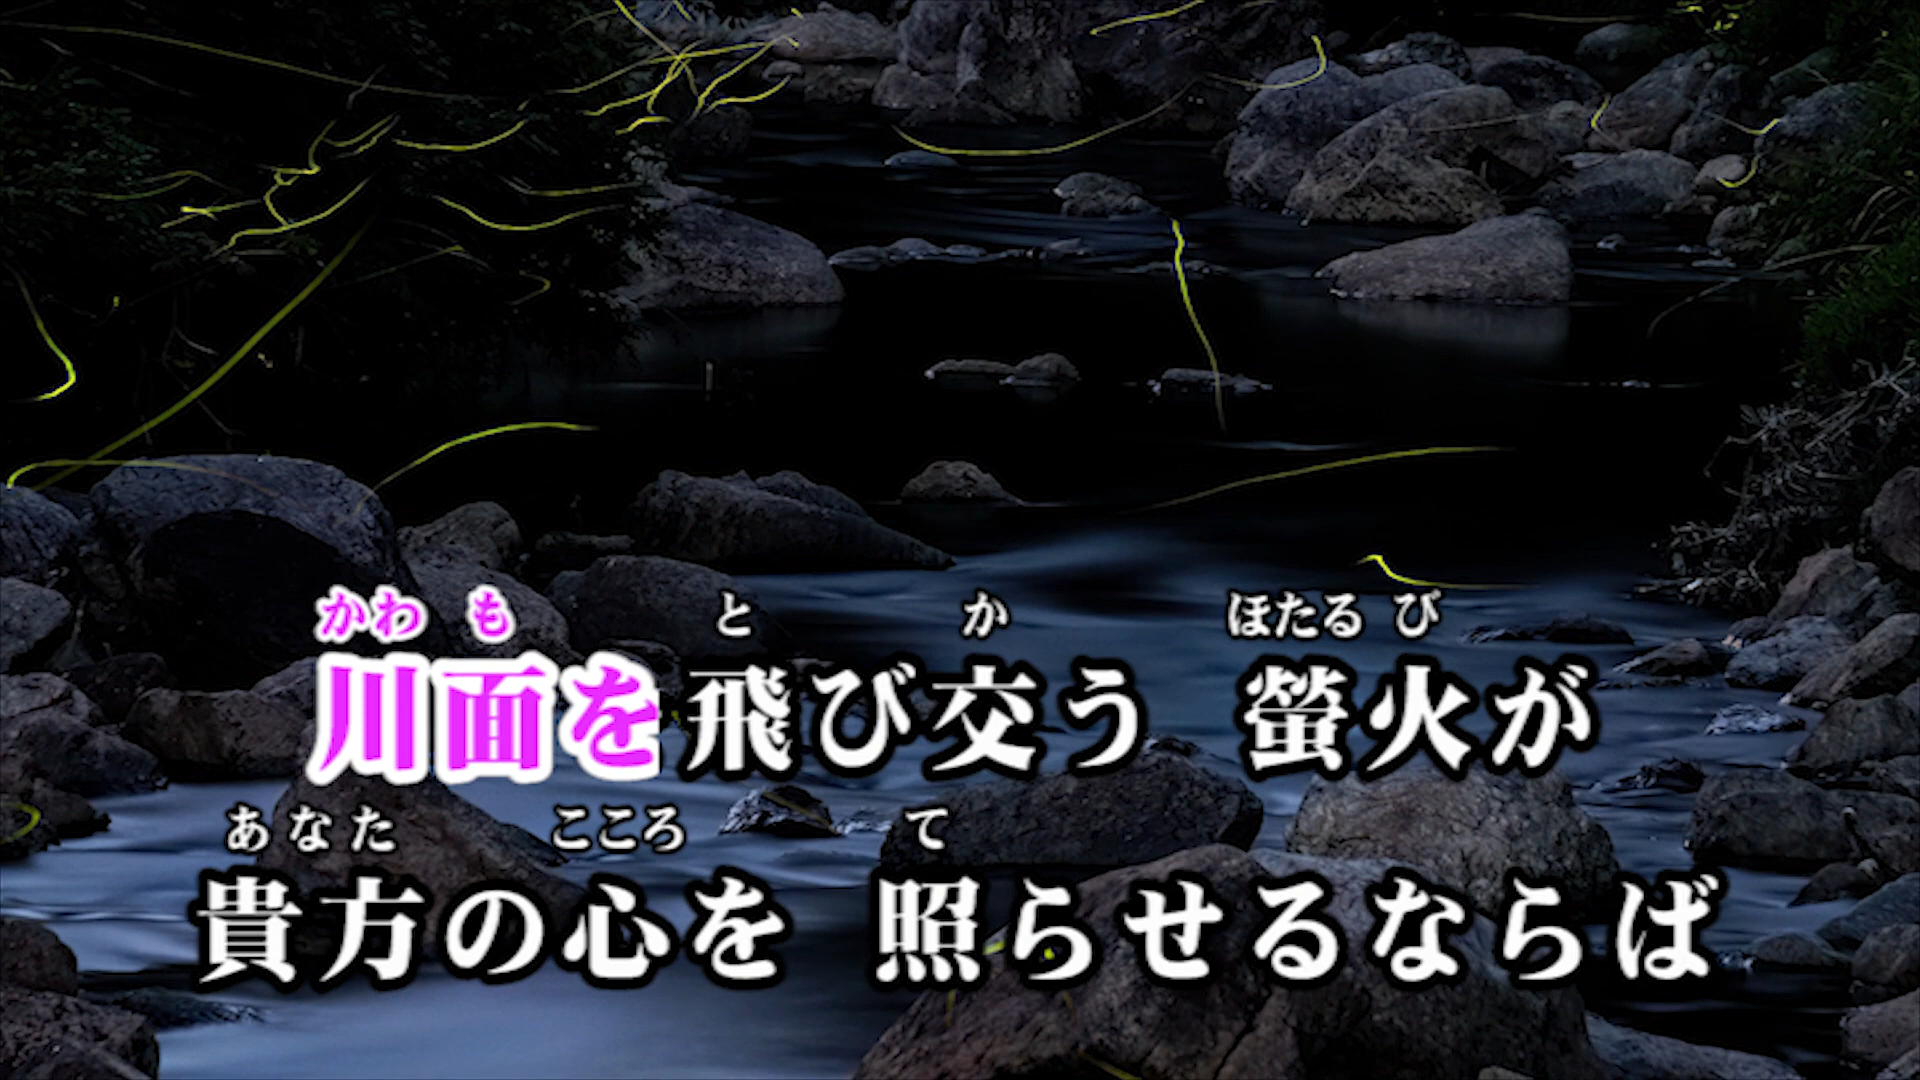 かわ も と か ほたる び
川面を飛び交う 蛍火が
あなた こころ て
貴方の心を 照らせるならば